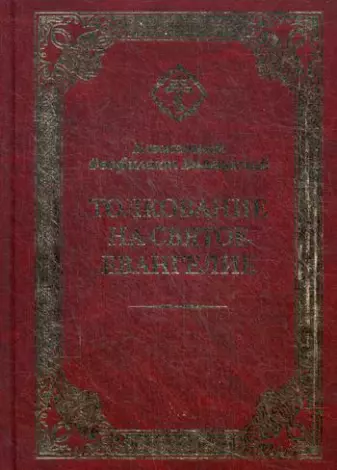 Блаженный
Феофилакт Болгарский
ТОЛКОВАНИЕ
НА СВЯТОЕ
ЕВАНГЕЛИЕ